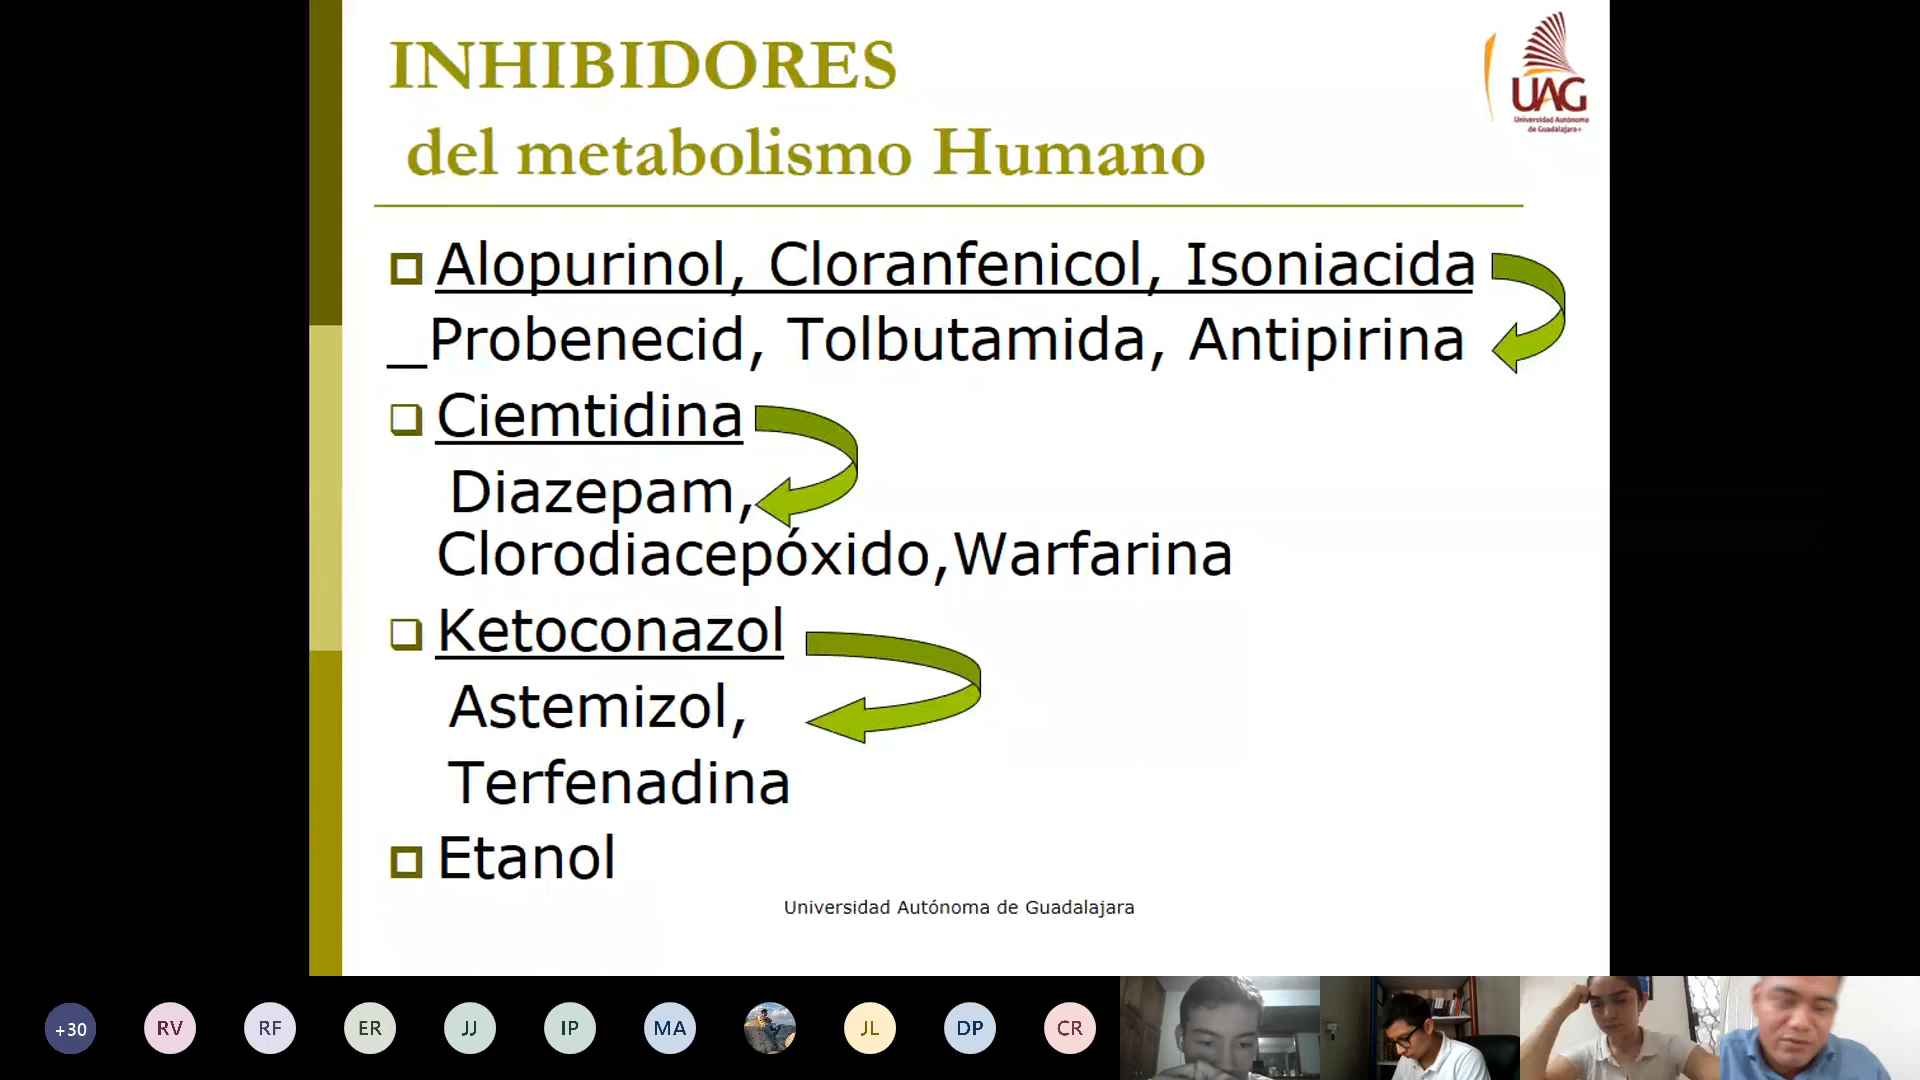 INHIBIDORES
del metabolismo Humano
UAG
Universidad Autónoma
de Guadalajara
Alopurinol, Cloranfenicol, Isoniacida
_Probenecid, Tolbutamida, Antipirina
Ciemtidina
Diazepam,
Clorodiacepóxido,Warfarina
Ketoconazol
Astemizol,
Terfenadina
Etanol
Universidad Autónoma de Guadalajara
+30
RV
RF
ER
JJ
IP
MA
JL
DP
CR